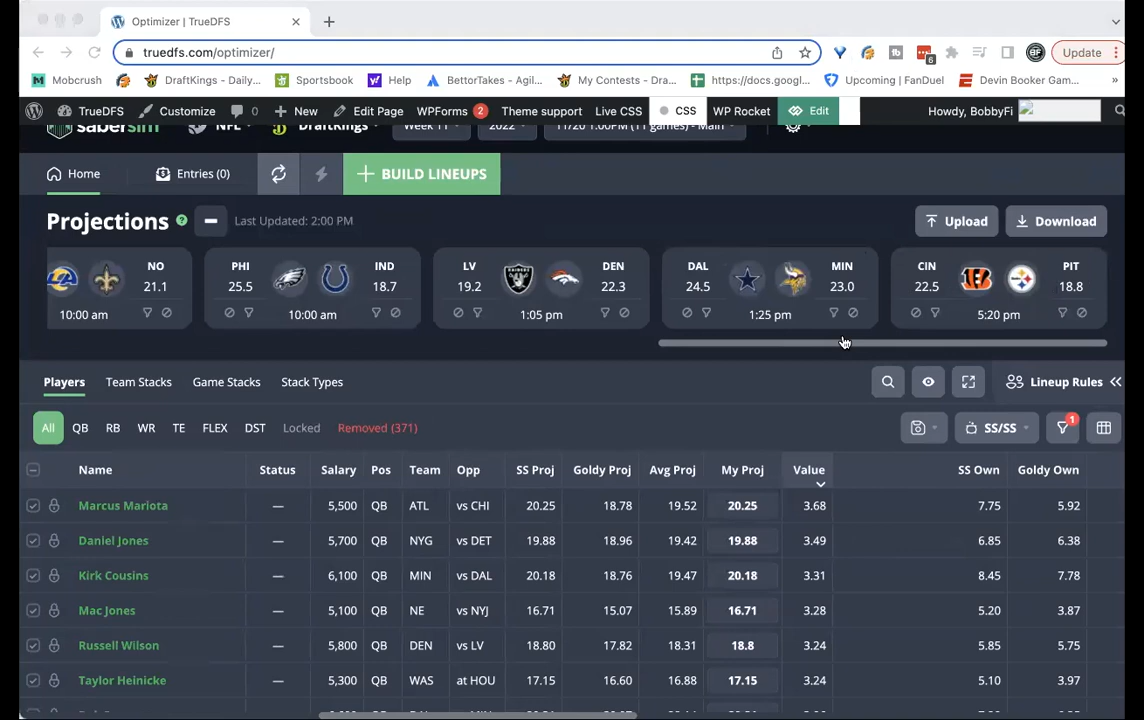 Optimizer | TrueDFS
truedfs.com/optimizer/
Update
Mobcrush
DraftKings - Daily...
Sportsbook
Help
BettorTakes - Agil...
My Contests - Dra...
https://docs.googl...
Upcoming | FanDuel
Devin Booker Gam...
TrueDFS
Customize
0
New
Edit Page
WPForms 2
Theme support
Live CSS
CSS
WP Rocket
Edit
Howdy, BobbyFi
sabersim
NFL
DraftKings
Week 11
2022
11/20 1:00PM (11 games) - Main
Home
Entries (0)
BUILD LINEUPS
Projections
Last Updated: 2:00 PM
Upload
Download
NO
21.1
10:00 am
PHI
25.5
IND
18.7
10:00 am
LV
19.2
DEN
22.3
1:05 pm
DAL
24.5
MIN
23.0
1:25 pm
CIN
22.5
PIT
18.8
5:20 pm
Players
Team Stacks
Game Stacks
Stack Types
Lineup Rules
All
QB
RB
WR
TE
FLEX
DST
Locked
Removed (371)
SS/SS
1
Name Status Salary Pos Team Opp SS Proj Goldy Proj Avg Proj My Proj Value SS Own Goldy Own
Marcus Mariota — 5,500 QB ATL vs CHI 20.25 18.78 19.52 20.25 3.68 7.75 5.92
Daniel Jones — 5,700 QB NYG vs DET 19.88 18.96 19.42 19.88 3.49 6.85 6.38
Kirk Cousins — 6,100 QB MIN vs DAL 20.18 18.76 19.47 20.18 3.31 8.45 7.78
Mac Jones — 5,100 QB NE vs NYJ 16.71 15.07 15.89 16.71 3.28 5.20 3.87
Russell Wilson — 5,800 QB DEN vs LV 18.80 17.82 18.31 18.8 3.24 5.85 5.75
Taylor Heinicke — 5,300 QB WAS at HOU 17.15 16.60 16.88 17.15 3.24 5.10 3.97